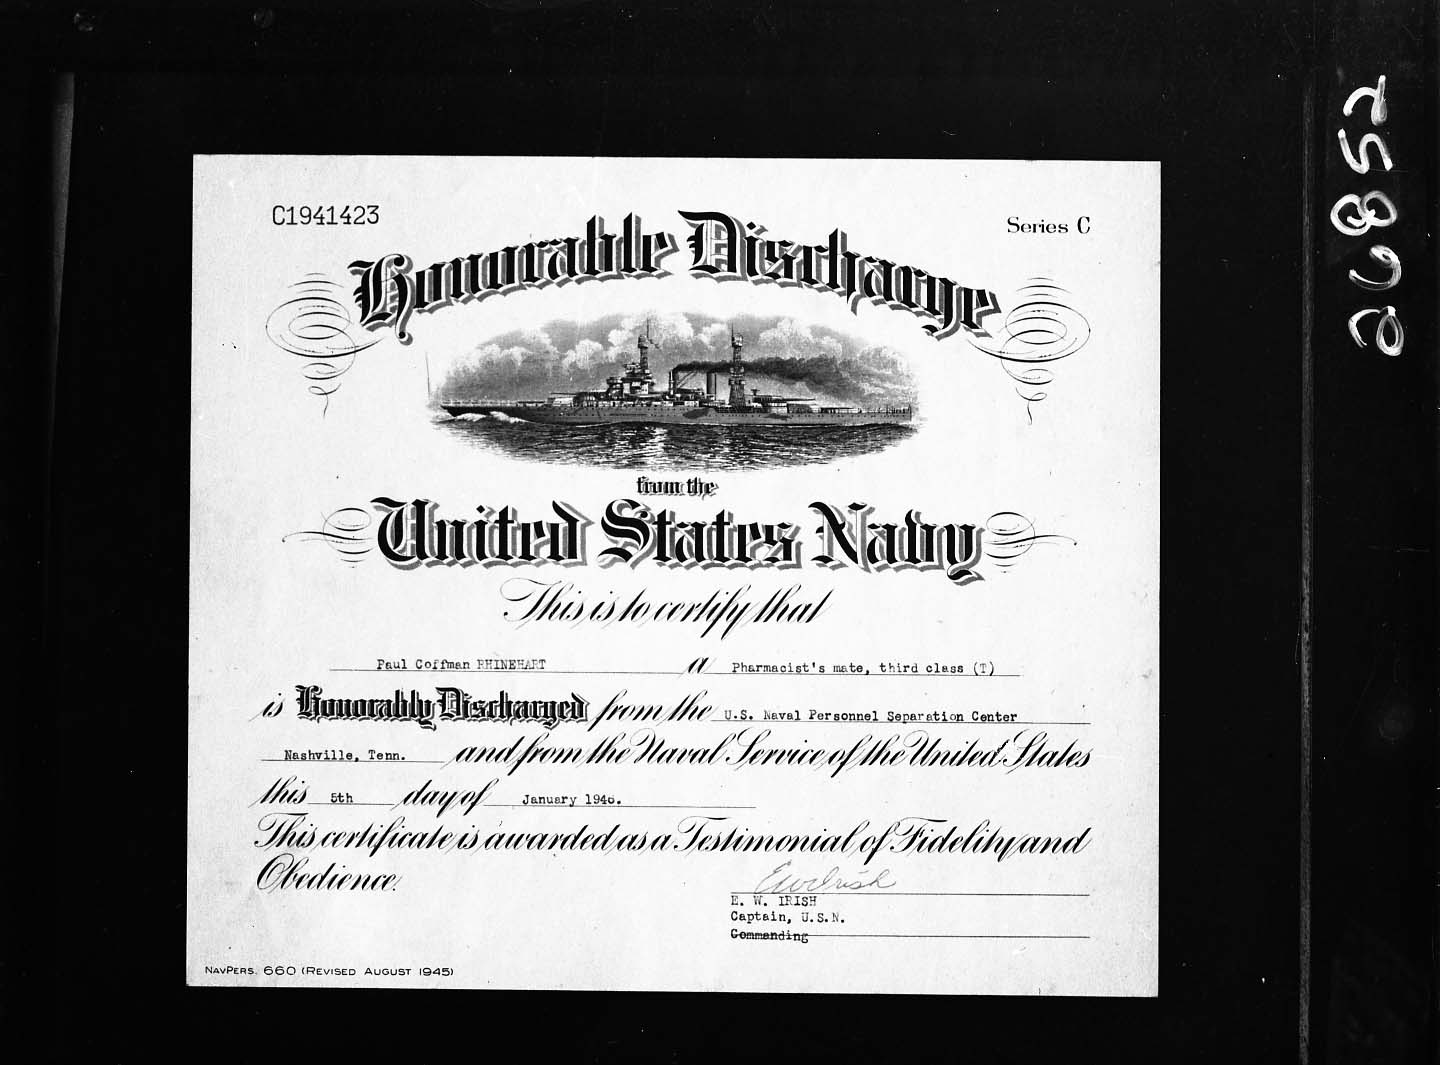 C1941423
Series C
Honorable Discharge
from the
United States Navy
This is to certify that
Paul Coffman RHINEHART a Pharmacist's mate, third class (T)
is Honorably Discharged from the U.S. Naval Personnel Separation Center
Nashville, Tenn. and from the Naval Service of the United States
this 5th day of January 1946.
This certificate is awarded as a Testimonial of Fidelity and
Obedience.
EWIrish
E. W. IRISH
Captain, U.S.N.
Commanding
NAVPERS. 660 (REVISED AUGUST 1945)
26852